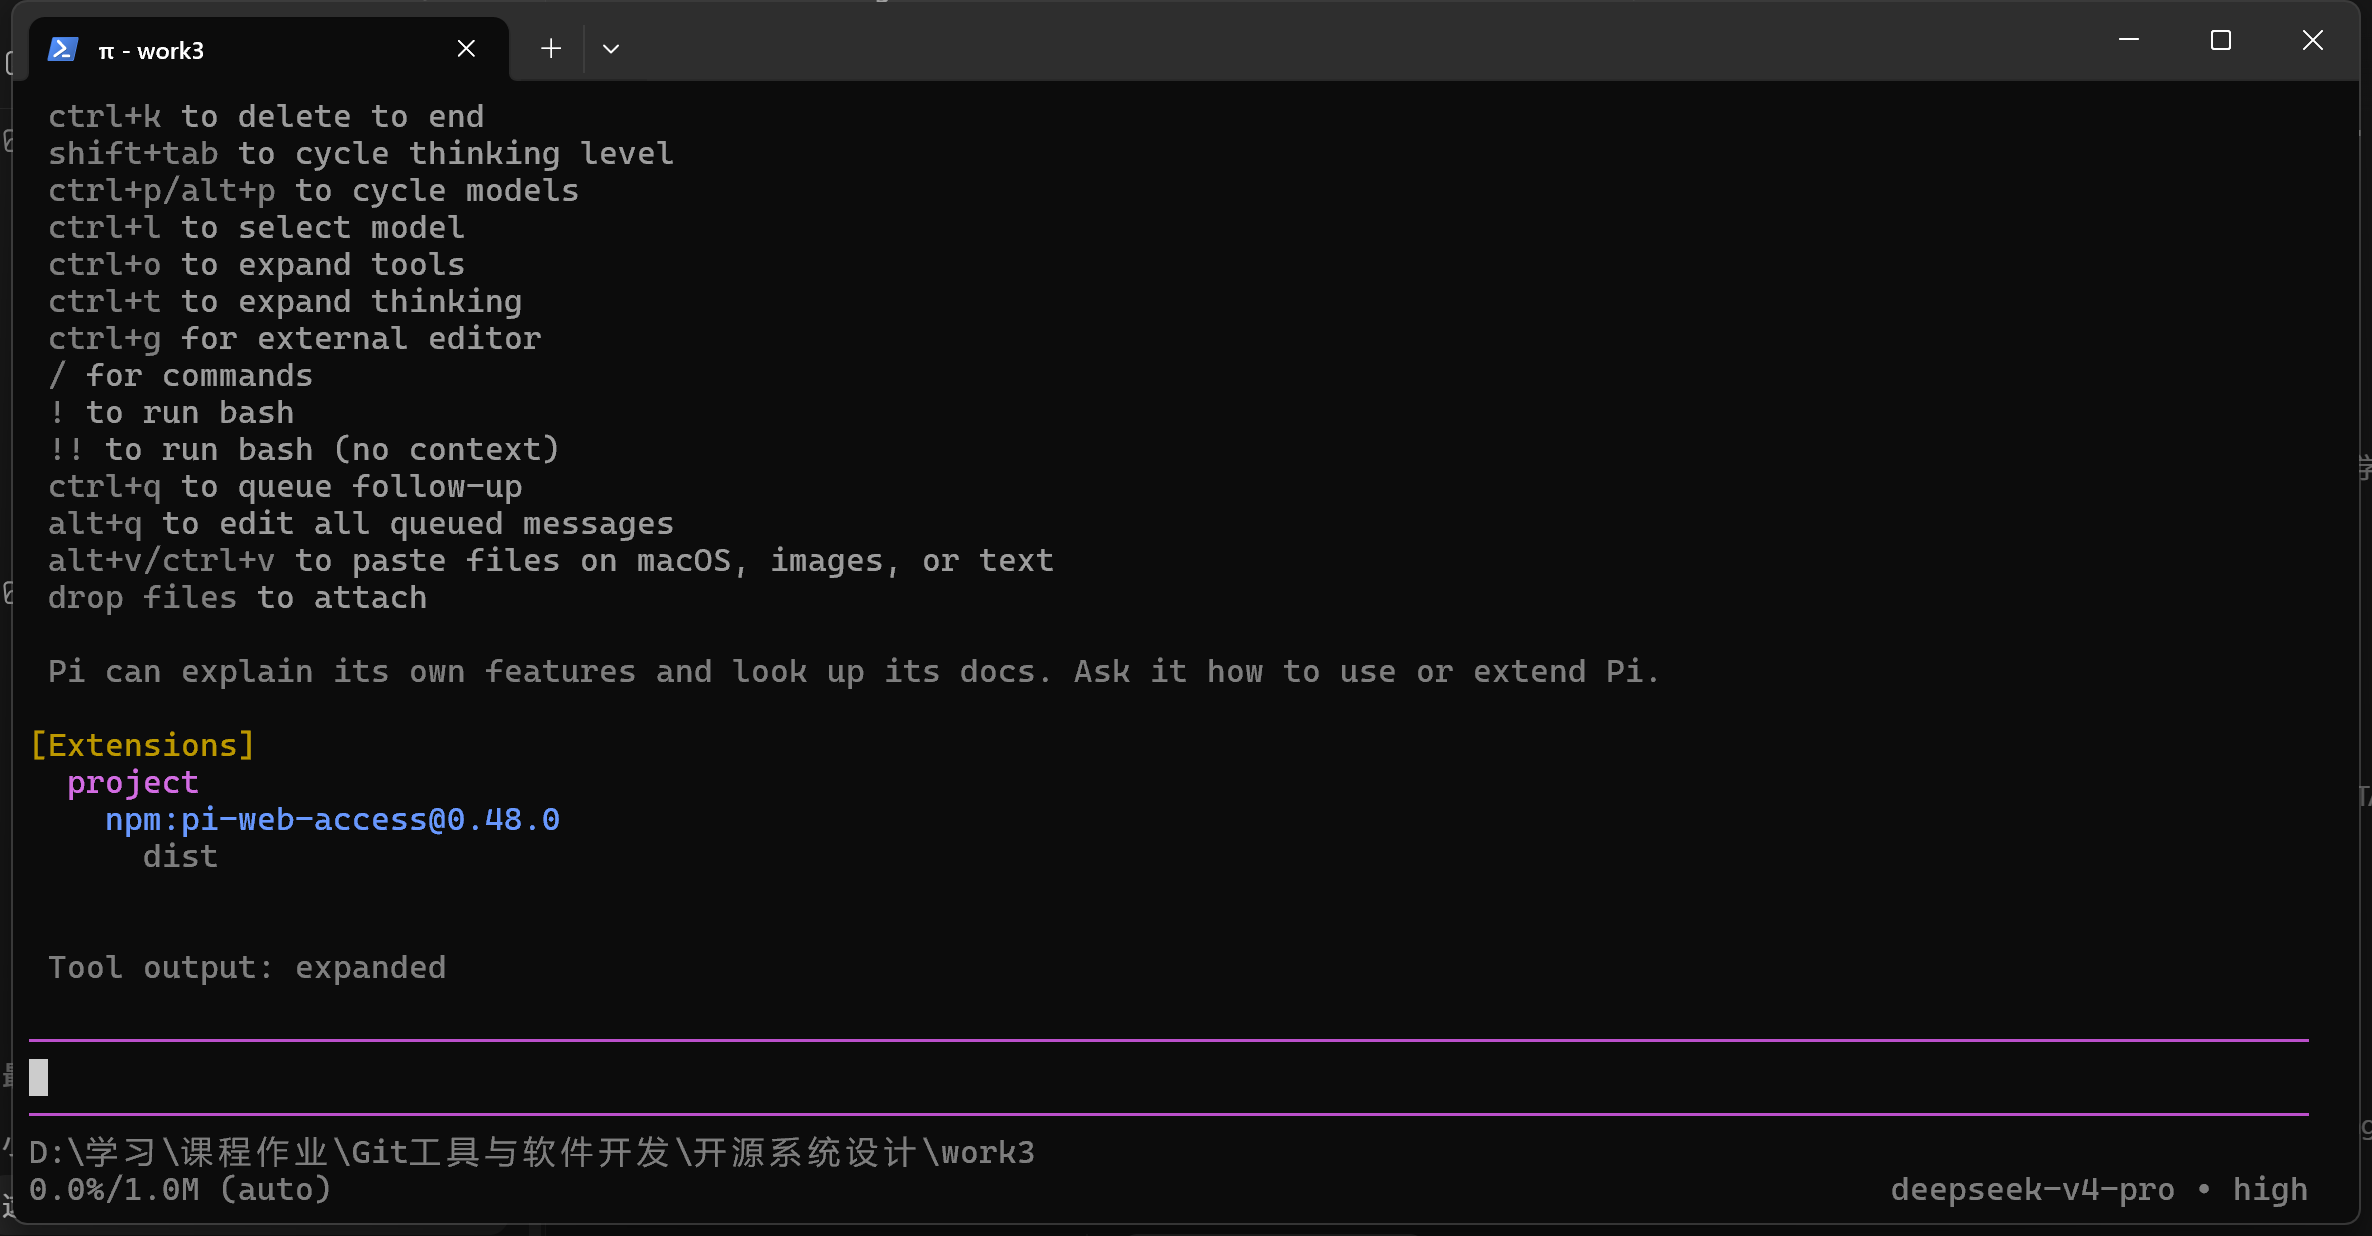 π - work3
ctrl+k to delete to end
shift+tab to cycle thinking level
ctrl+p/alt+p to cycle models
ctrl+l to select model
ctrl+o to expand tools
ctrl+t to expand thinking
ctrl+g for external editor
/ for commands
! to run bash
!! to run bash (no context)
ctrl+q to queue follow-up
alt+q to edit all queued messages
alt+v/ctrl+v to paste files on macOS, images, or text
drop files to attach
Pi can explain its own features and look up its docs. Ask it how to use or extend Pi.
[Extensions]
project
npm:pi-web-access@0.48.0
dist
Tool output: expanded
D:\学习\课程作业\Git工具与软件开发\开源系统设计\work3
0.0%/1.0M (auto)
deepseek-v4-pro • high